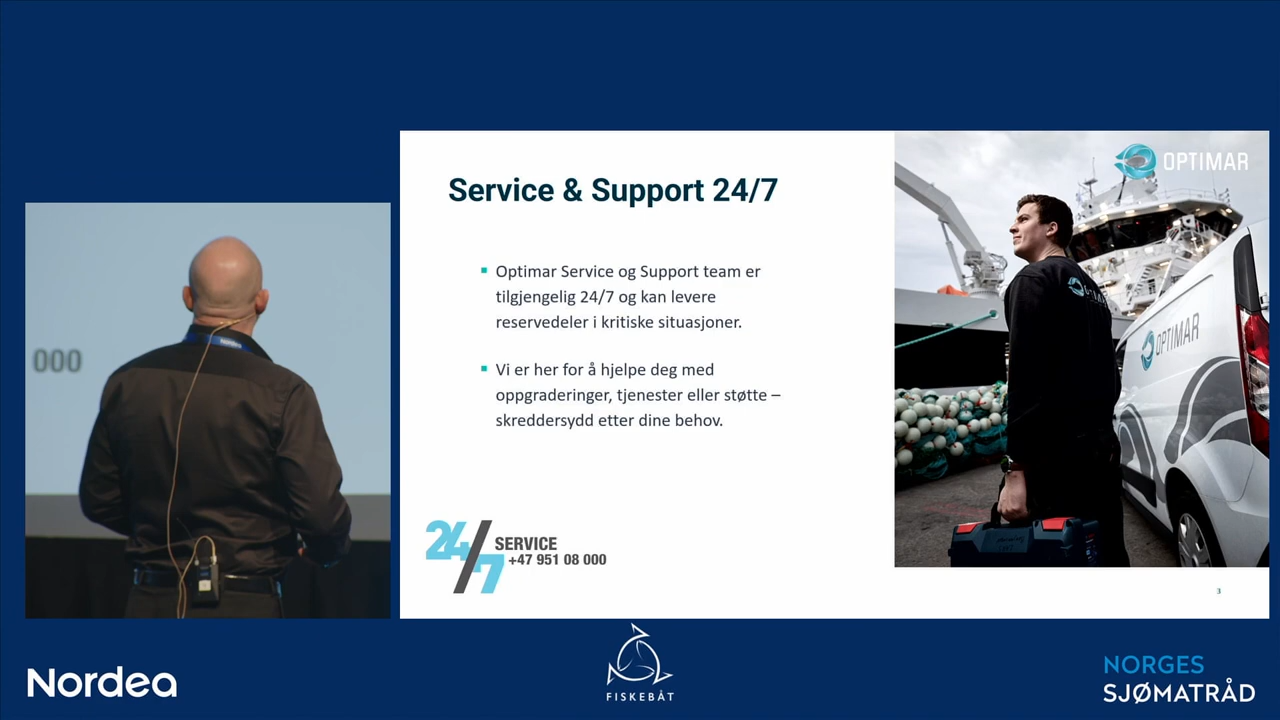 OPTIMAR
Service & Support 24/7
▪ Optimar Service og Support team er
tilgjengelig 24/7 og kan levere
reservedeler i kritiske situasjoner.
▪ Vi er her for å hjelpe deg med
oppgraderinger, tjenester eller støtte –
skreddersydd etter dine behov.
000
Nordea
OPTIMAR
24/7
SERVICE
+47 951 08 000
3
Nordea
FISKEBÅT
NORGES
SJØMATRÅD